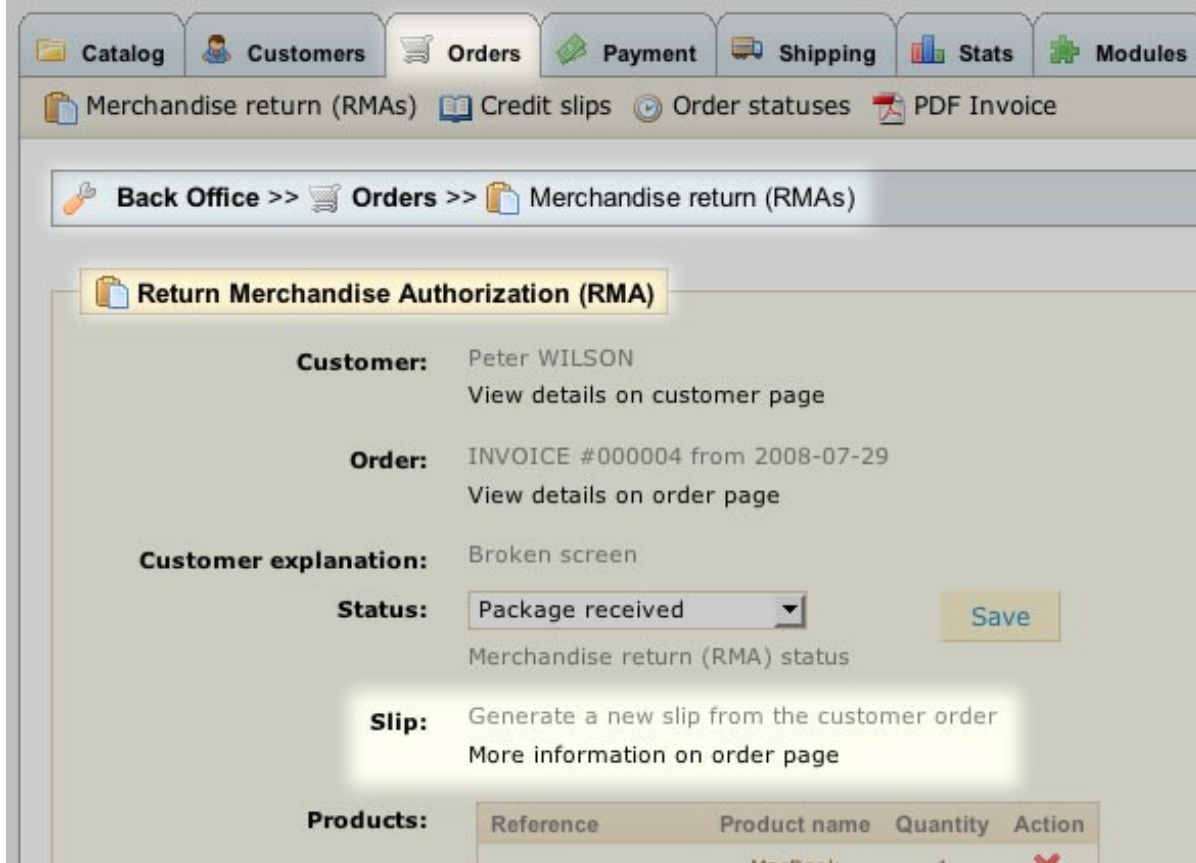 Catalog Customers Orders Payment Shipping Stats Modules
Merchandise return (RMAs) Credit slips Order statuses PDF Invoice
Back Office >> Orders >> Merchandise return (RMAs)
Return Merchandise Authorization (RMA)
Customer: Peter WILSON
View details on customer page
Order: INVOICE #000004 from 2008-07-29
View details on order page
Customer explanation: Broken screen
Status: Package received Save
Merchandise return (RMA) status
Slip: Generate a new slip from the customer order
More information on order page
Products: Reference Product name Quantity Action